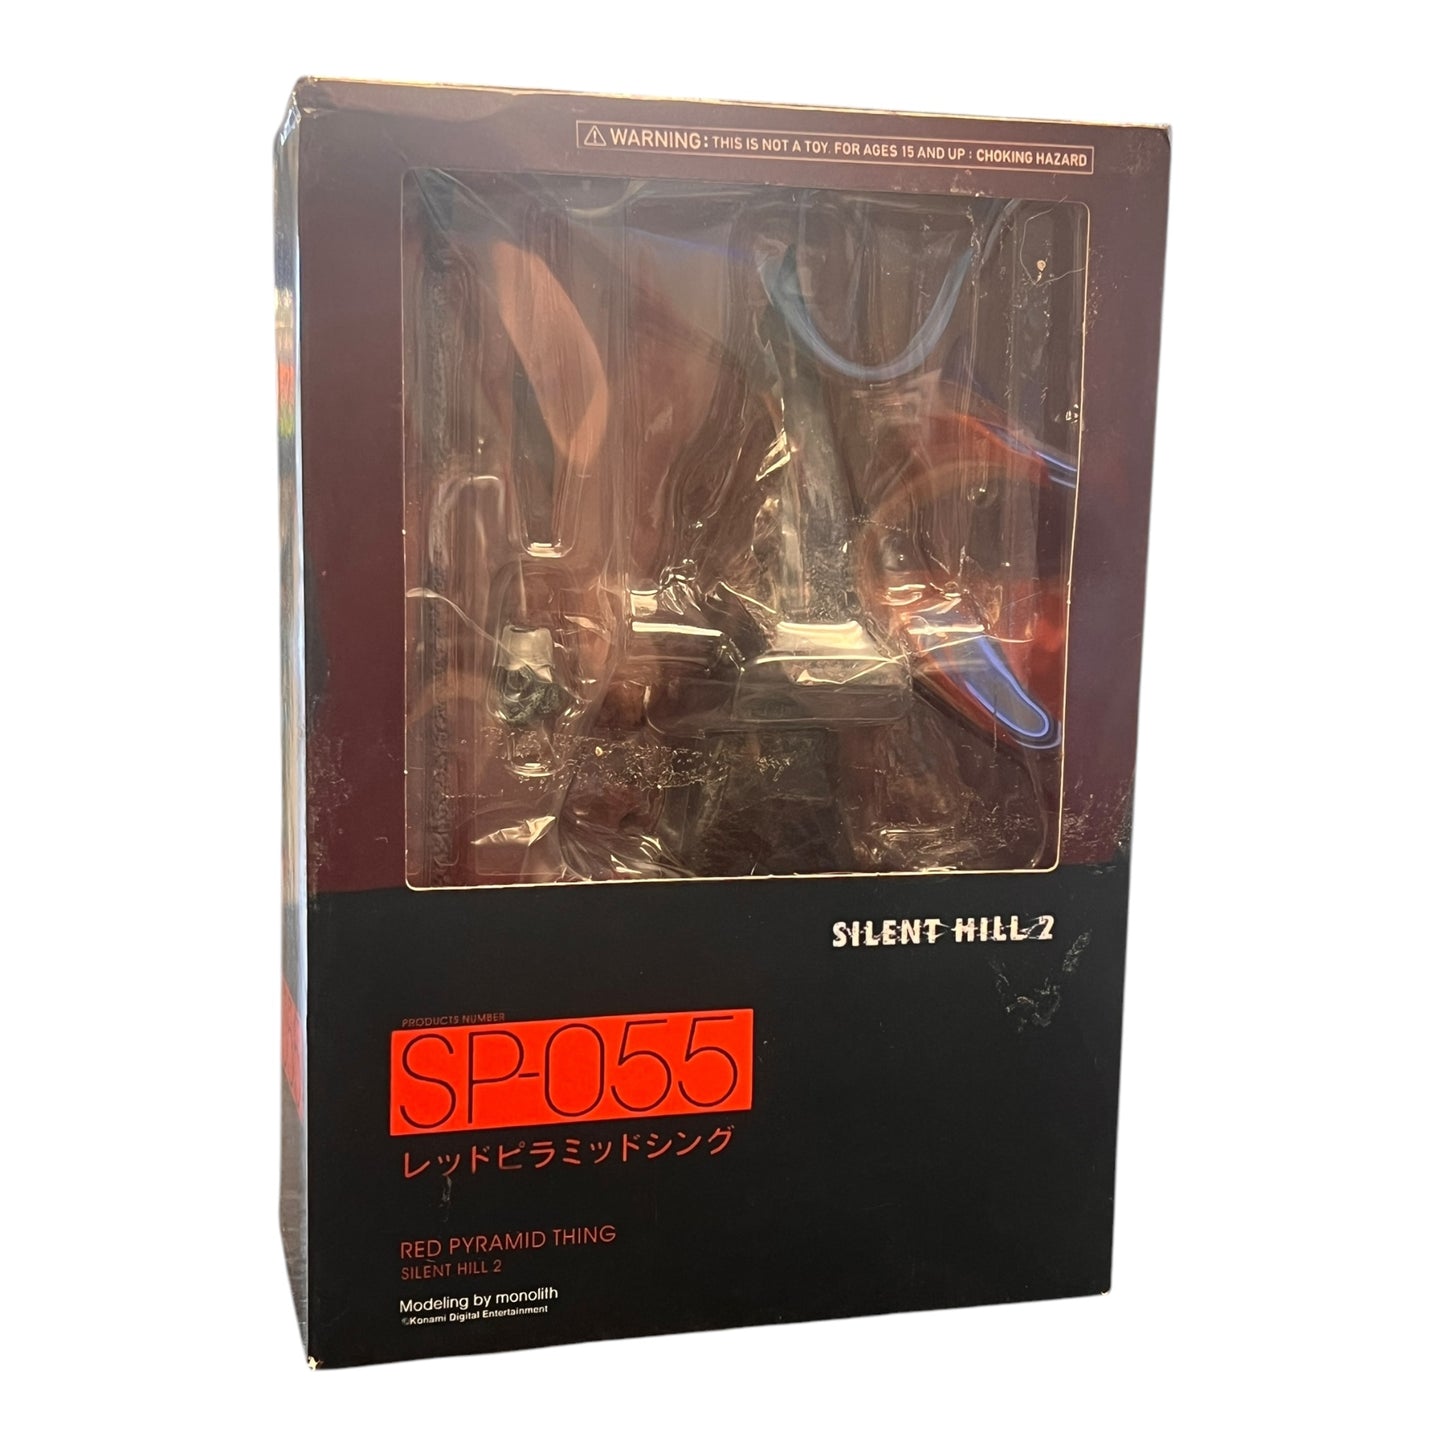 ⚠ WARNING: THIS IS NOT A TOY. FOR AGES 15 AND UP : CHOKING HAZARD
SILENT HILL 2
PRODUCTS NUMBER
SP-055
レッドピラミッドシング
RED PYRAMID THING
SILENT HILL 2
Modeling by monolith
©Konami Digital Entertainment